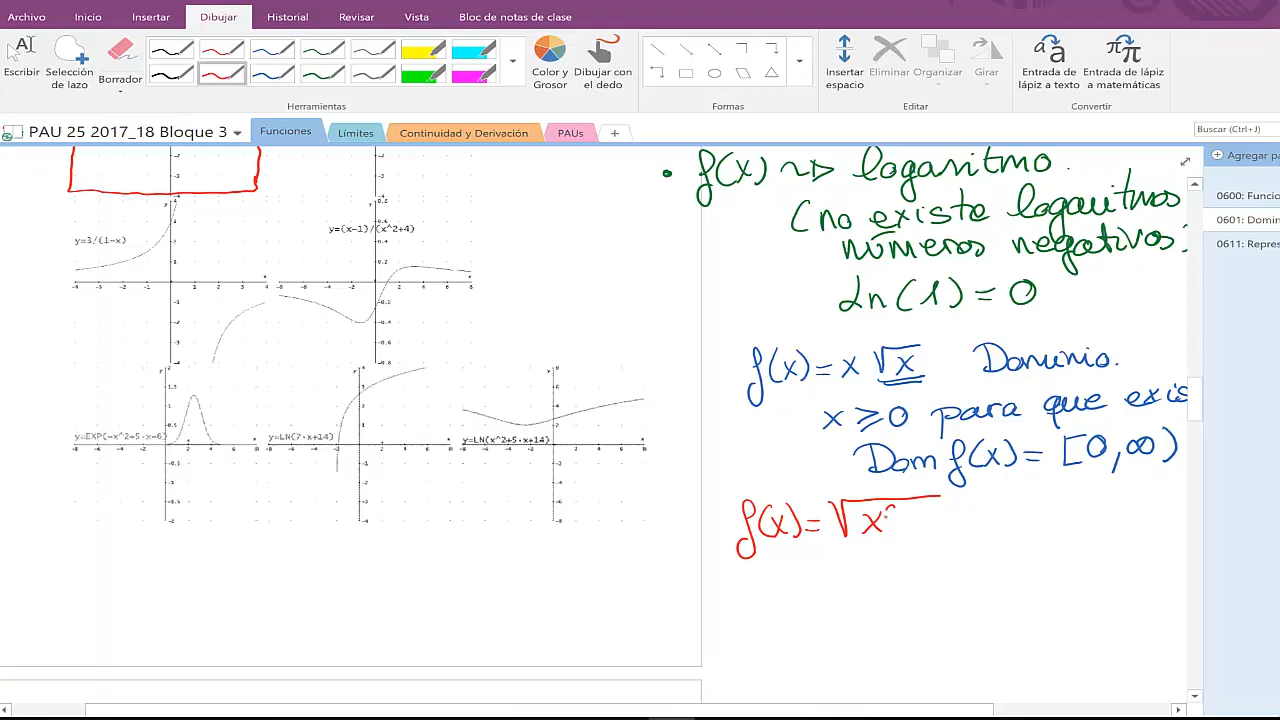 Archivo Inicio Insertar Dibujar Historial Revisar Vista Bloc de notas de clase
Escribir
Selección de lazo
Borrador
Color y Grosor
Dibujar con el dedo
Insertar espacio
Eliminar
Organizar
Girar
Entrada de lápiz a texto
Entrada de lápiz a matemáticas
Herramientas
Formas
Editar
Convertir
PAU 25 2017_18 Bloque 3
Funciones Límites Continuidad y Derivación PAUs
Buscar (Ctrl+J)
Agregar pá
0600: Funcio
0601: Domin
0611: Repres
y=3/(1-x)
y=(x-1)/(x^2+4)
y=EXP(-x^2+5·x-6)
y=LN(7·x+14)
y=LN(x^2+5·x+14)
• f(x) ~> logaritmo.
(no existe logaritmos
números negativos.
Ln(1) = 0
f(x) = x √x Dominio.
x ⩾ 0 para que exis
Dom f(x) = [0,∞)
f(x) = √x